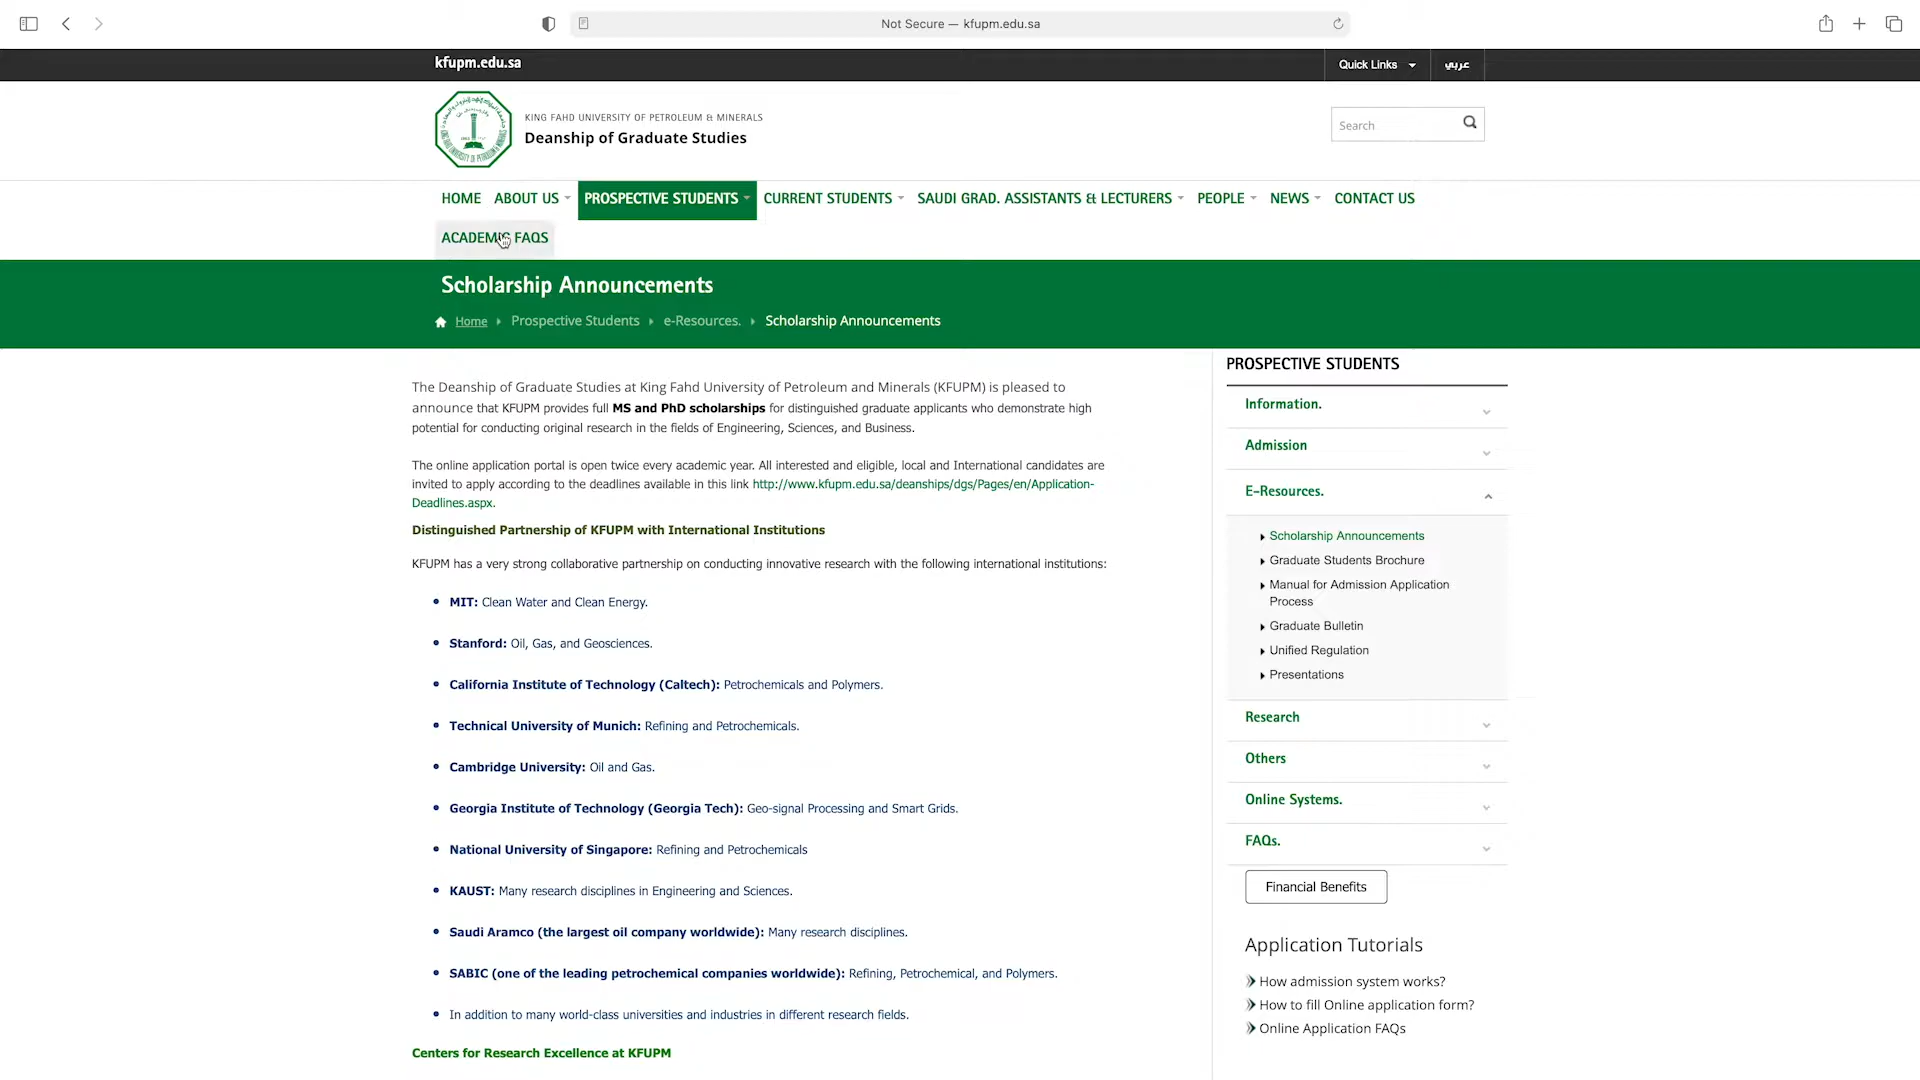 Not Secure — kfupm.edu.sa
kfupm.edu.sa
Quick Links
عربي
KING FAHD UNIVERSITY OF PETROLEUM & MINERALS
Deanship of Graduate Studies
Search
HOME ABOUT US PROSPECTIVE STUDENTS CURRENT STUDENTS SAUDI GRAD. ASSISTANTS & LECTURERS PEOPLE NEWS CONTACT US
ACADEMIC FAQS
Scholarship Announcements
Home Prospective Students e-Resources. Scholarship Announcements
The Deanship of Graduate Studies at King Fahd University of Petroleum and Minerals (KFUPM) is pleased to
announce that KFUPM provides full MS and PhD scholarships for distinguished graduate applicants who demonstrate high
potential for conducting original research in the fields of Engineering, Sciences, and Business.
The online application portal is open twice every academic year. All interested and eligible, local and International candidates are
invited to apply according to the deadlines available in this link http://www.kfupm.edu.sa/deanships/dgs/Pages/en/Application-
Deadlines.aspx.
Distinguished Partnership of KFUPM with International Institutions
KFUPM has a very strong collaborative partnership on conducting innovative research with the following international institutions:
• MIT: Clean Water and Clean Energy.
• Stanford: Oil, Gas, and Geosciences.
• California Institute of Technology (Caltech): Petrochemicals and Polymers.
• Technical University of Munich: Refining and Petrochemicals.
• Cambridge University: Oil and Gas.
• Georgia Institute of Technology (Georgia Tech): Geo-signal Processing and Smart Grids.
• National University of Singapore: Refining and Petrochemicals
• KAUST: Many research disciplines in Engineering and Sciences.
• Saudi Aramco (the largest oil company worldwide): Many research disciplines.
• SABIC (one of the leading petrochemical companies worldwide): Refining, Petrochemical, and Polymers.
• In addition to many world-class universities and industries in different research fields.
Centers for Research Excellence at KFUPM
PROSPECTIVE STUDENTS
Information.
Admission
E-Resources.
Scholarship Announcements
Graduate Students Brochure
Manual for Admission Application
Process
Graduate Bulletin
Unified Regulation
Presentations
Research
Others
Online Systems.
FAQs.
Financial Benefits
Application Tutorials
How admission system works?
How to fill Online application form?
Online Application FAQs